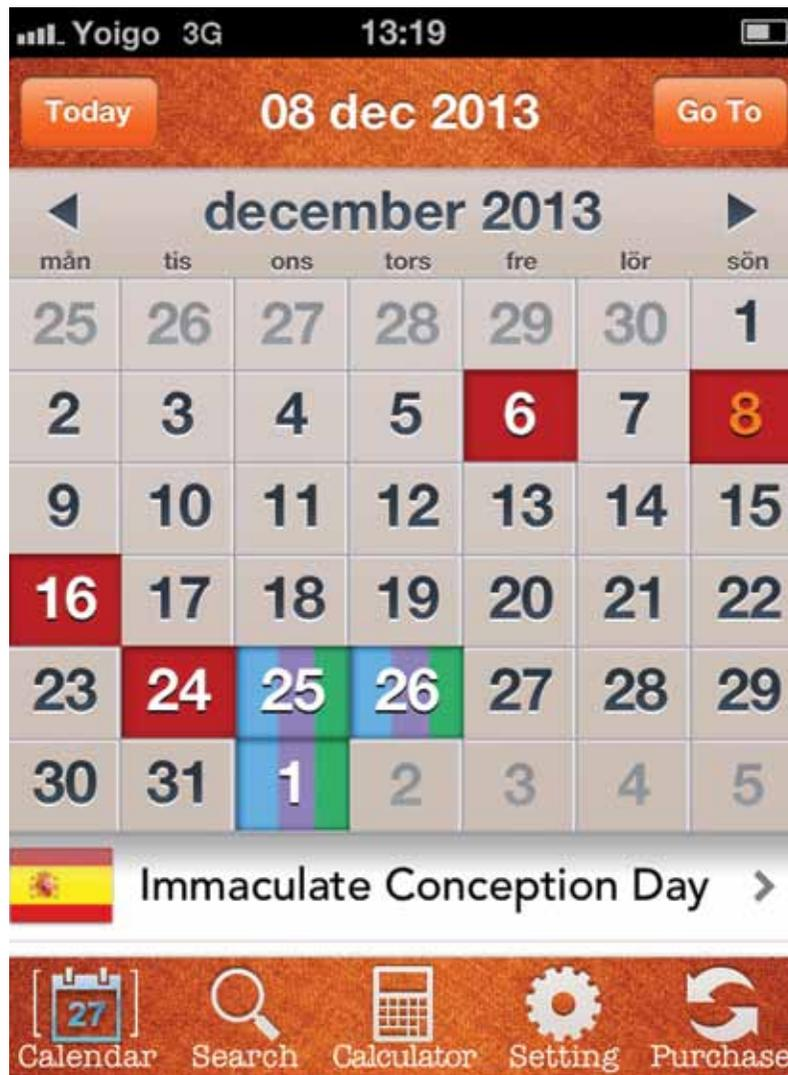 Yoigo 3G 13:19
Today 08 dec 2013 Go To
december 2013
mån tis ons tors fre lör sön
25 26 27 28 29 30 1
2 3 4 5 6 7 8
9 10 11 12 13 14 15
16 17 18 19 20 21 22
23 24 25 26 27 28 29
30 31 1 2 3 4 5
Immaculate Conception Day
27
Calendar Search Calculator Setting Purchase